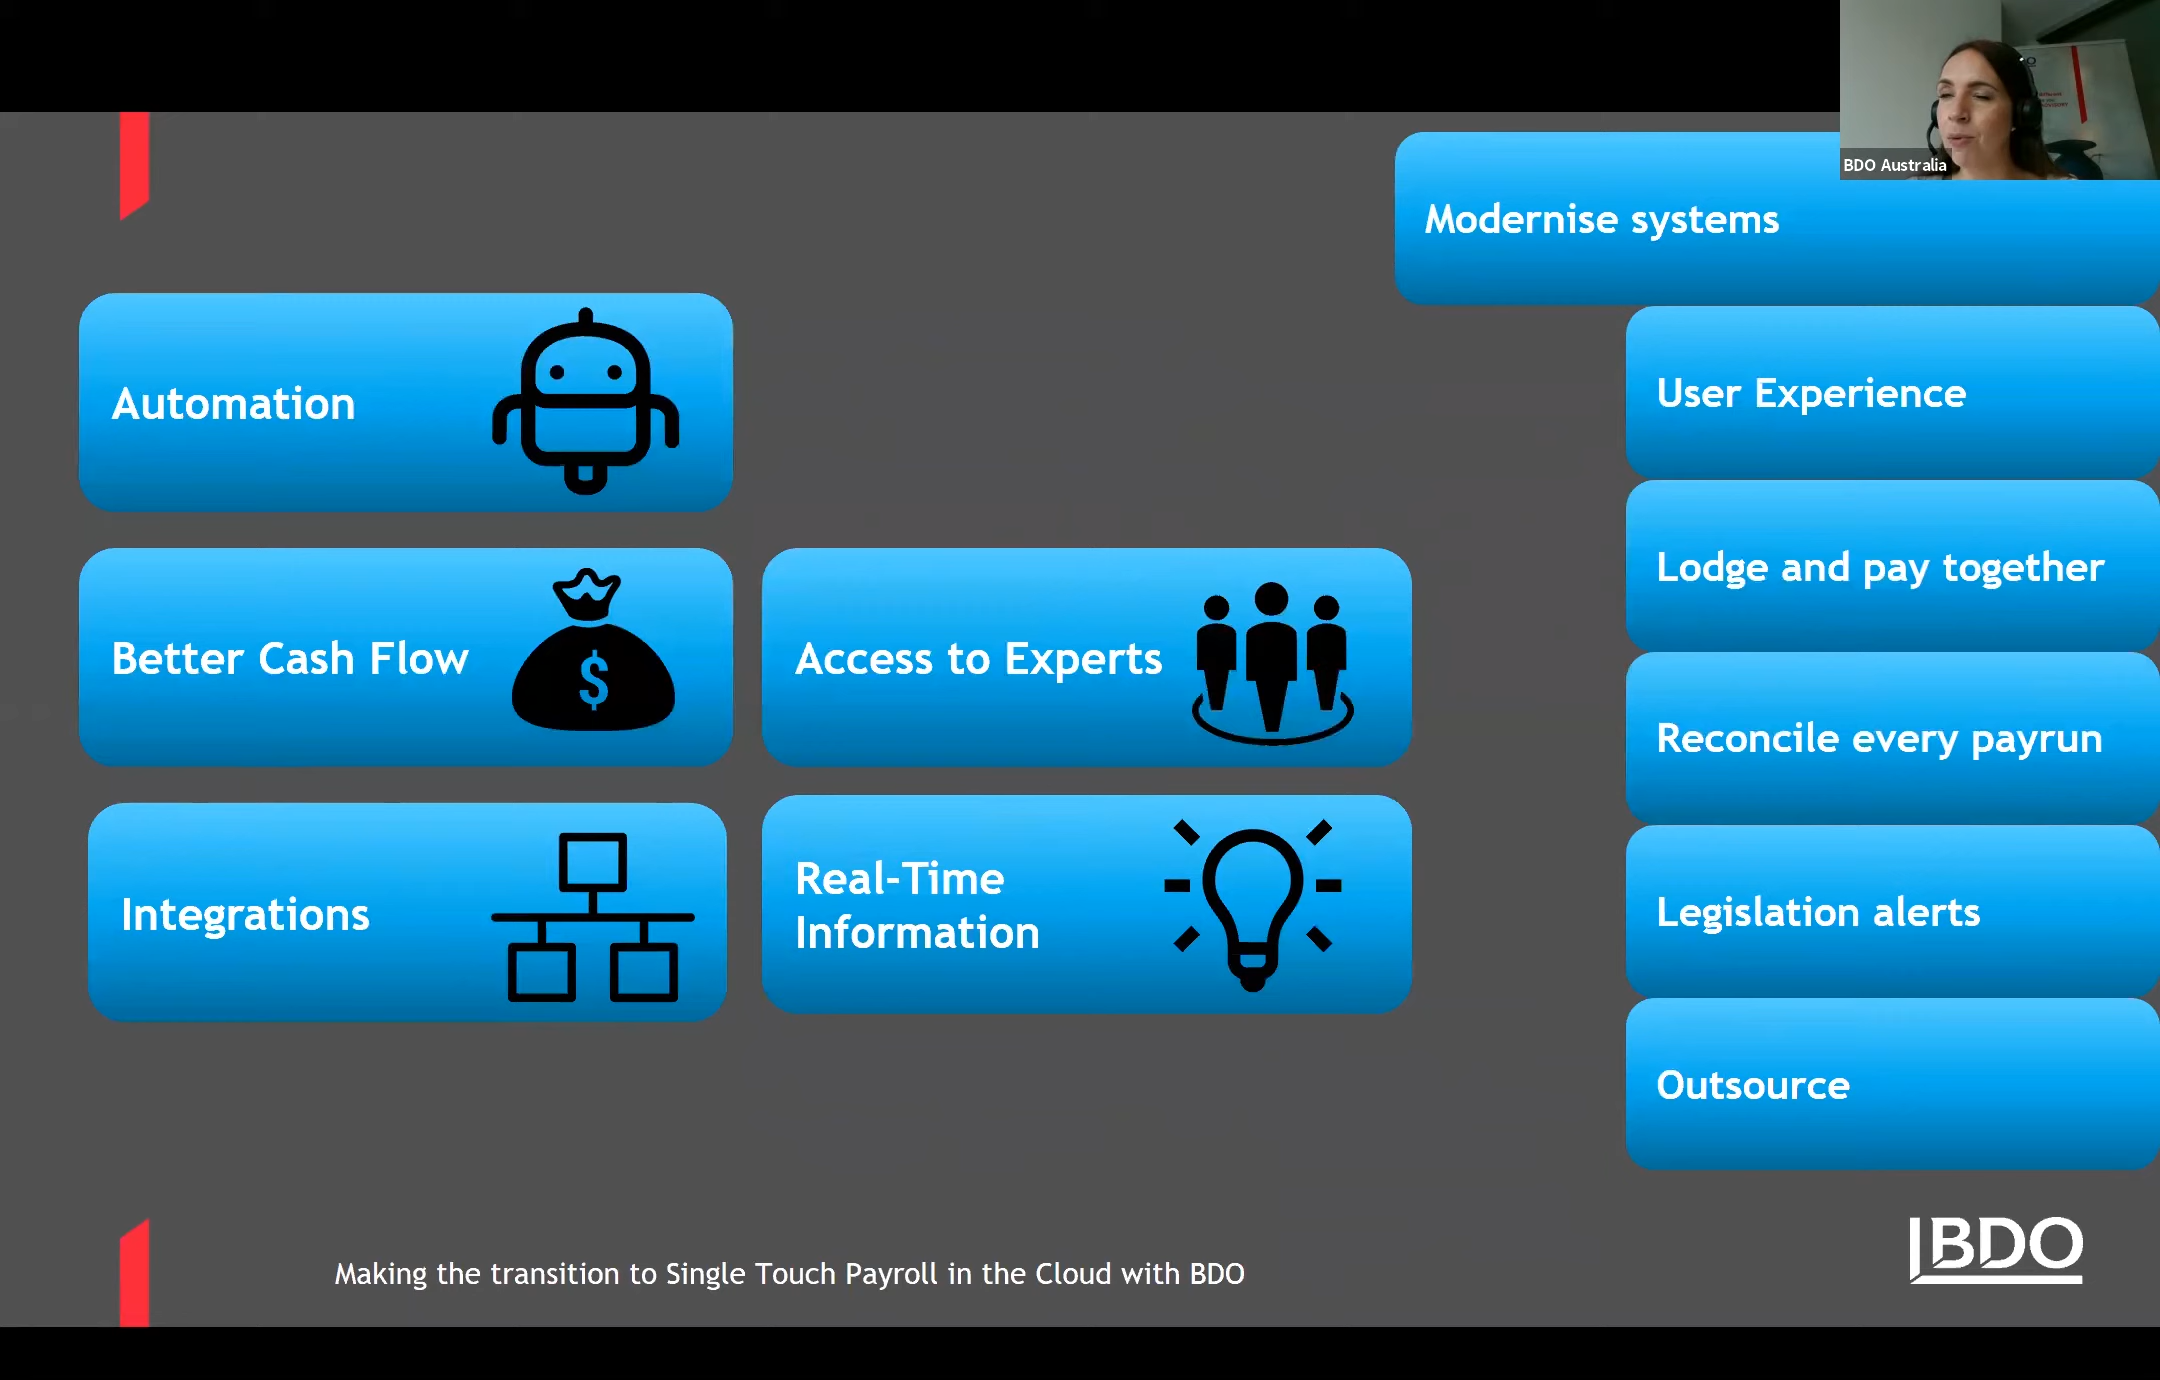 BDO Australia
Modernise systems
Automation
User Experience
Better Cash Flow
$
Access to Experts
Lodge and pay together
Reconcile every payrun
Integrations
Real-Time
Information
Legislation alerts
Outsource
Making the transition to Single Touch Payroll in the Cloud with BDO
BDO